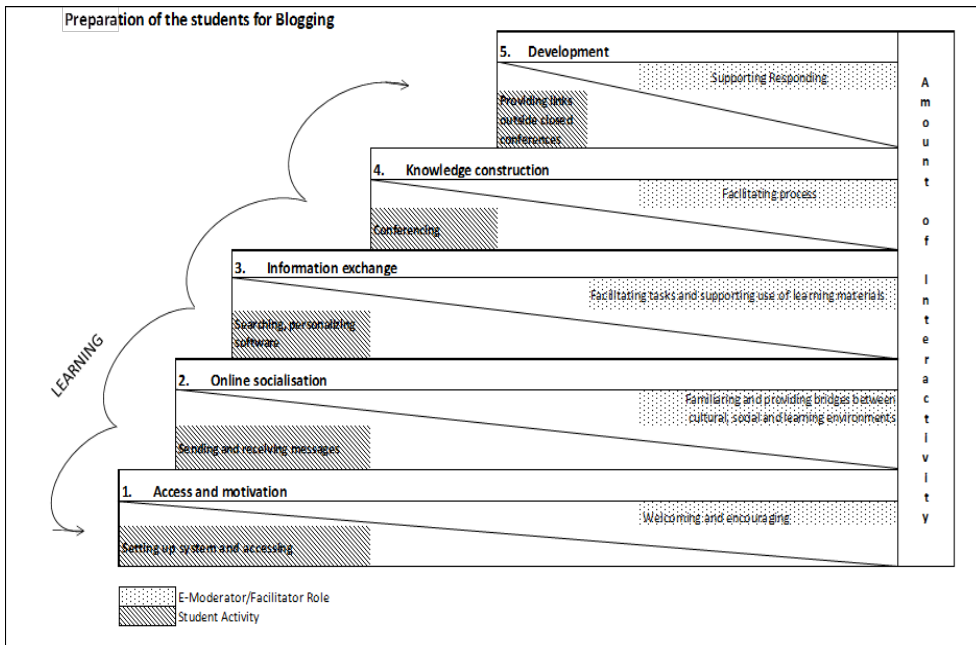 Preparation of the students for Blogging
5. Development
Supporting Responding
Providing links
outside closed
conferences
4. Knowledge construction
Facilitating process
Conferencing
3. Information exchange
Facilitating tasks and supporting use of learning materials
Searching, personalizing
software
2. Online socialisation
Familiaring and providing bridges between
cultural, social and learning environments
Sending and receiving messages
1. Access and motivation
Welcoming and encouraging
Setting up system and accessing
LEARNING
Amount of Interactivity
E-Moderator/Facilitator Role
Student Activity